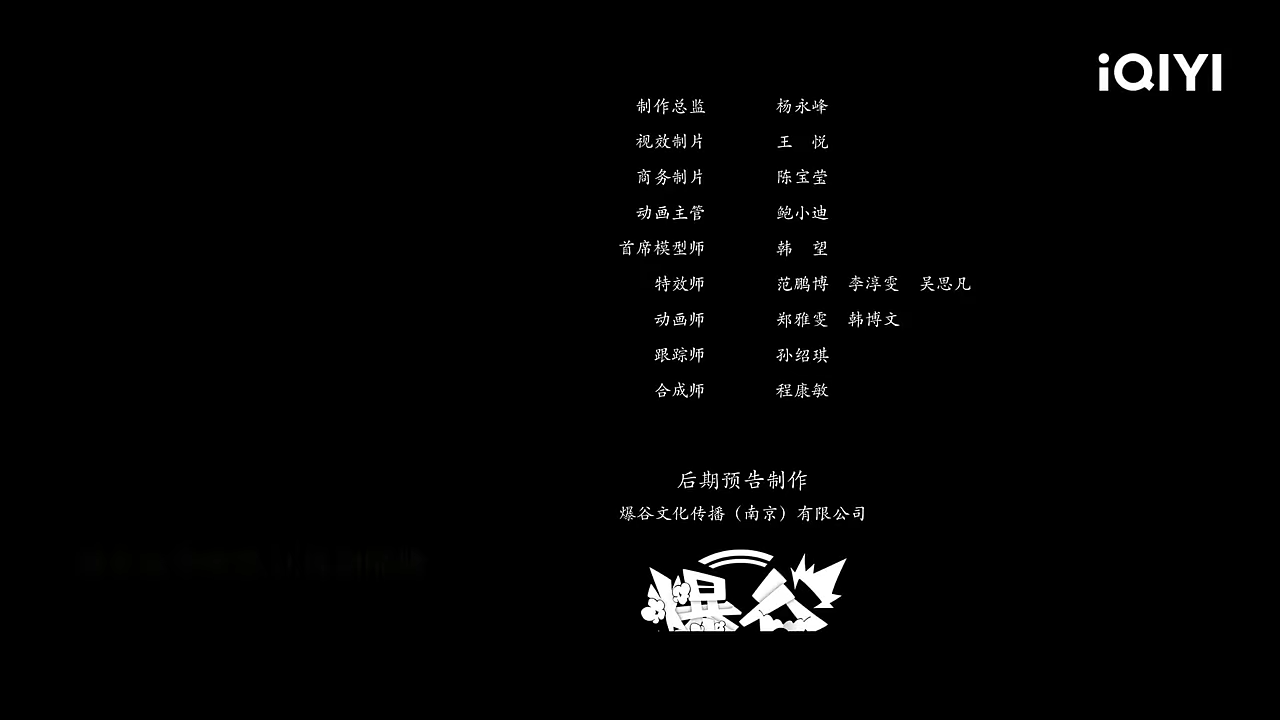 iQIYI
制作总监 杨永峰
视效制片 王 悦
商务制片 陈宝莹
动画主管 鲍小迪
首席模型师 韩 望
特效师 范鹏博 李淳雯 吴思凡
动画师 郑雅雯 韩博文
跟踪师 孙绍琪
合成师 程康敏
后期预告制作
爆谷文化传播（南京）有限公司
爆谷